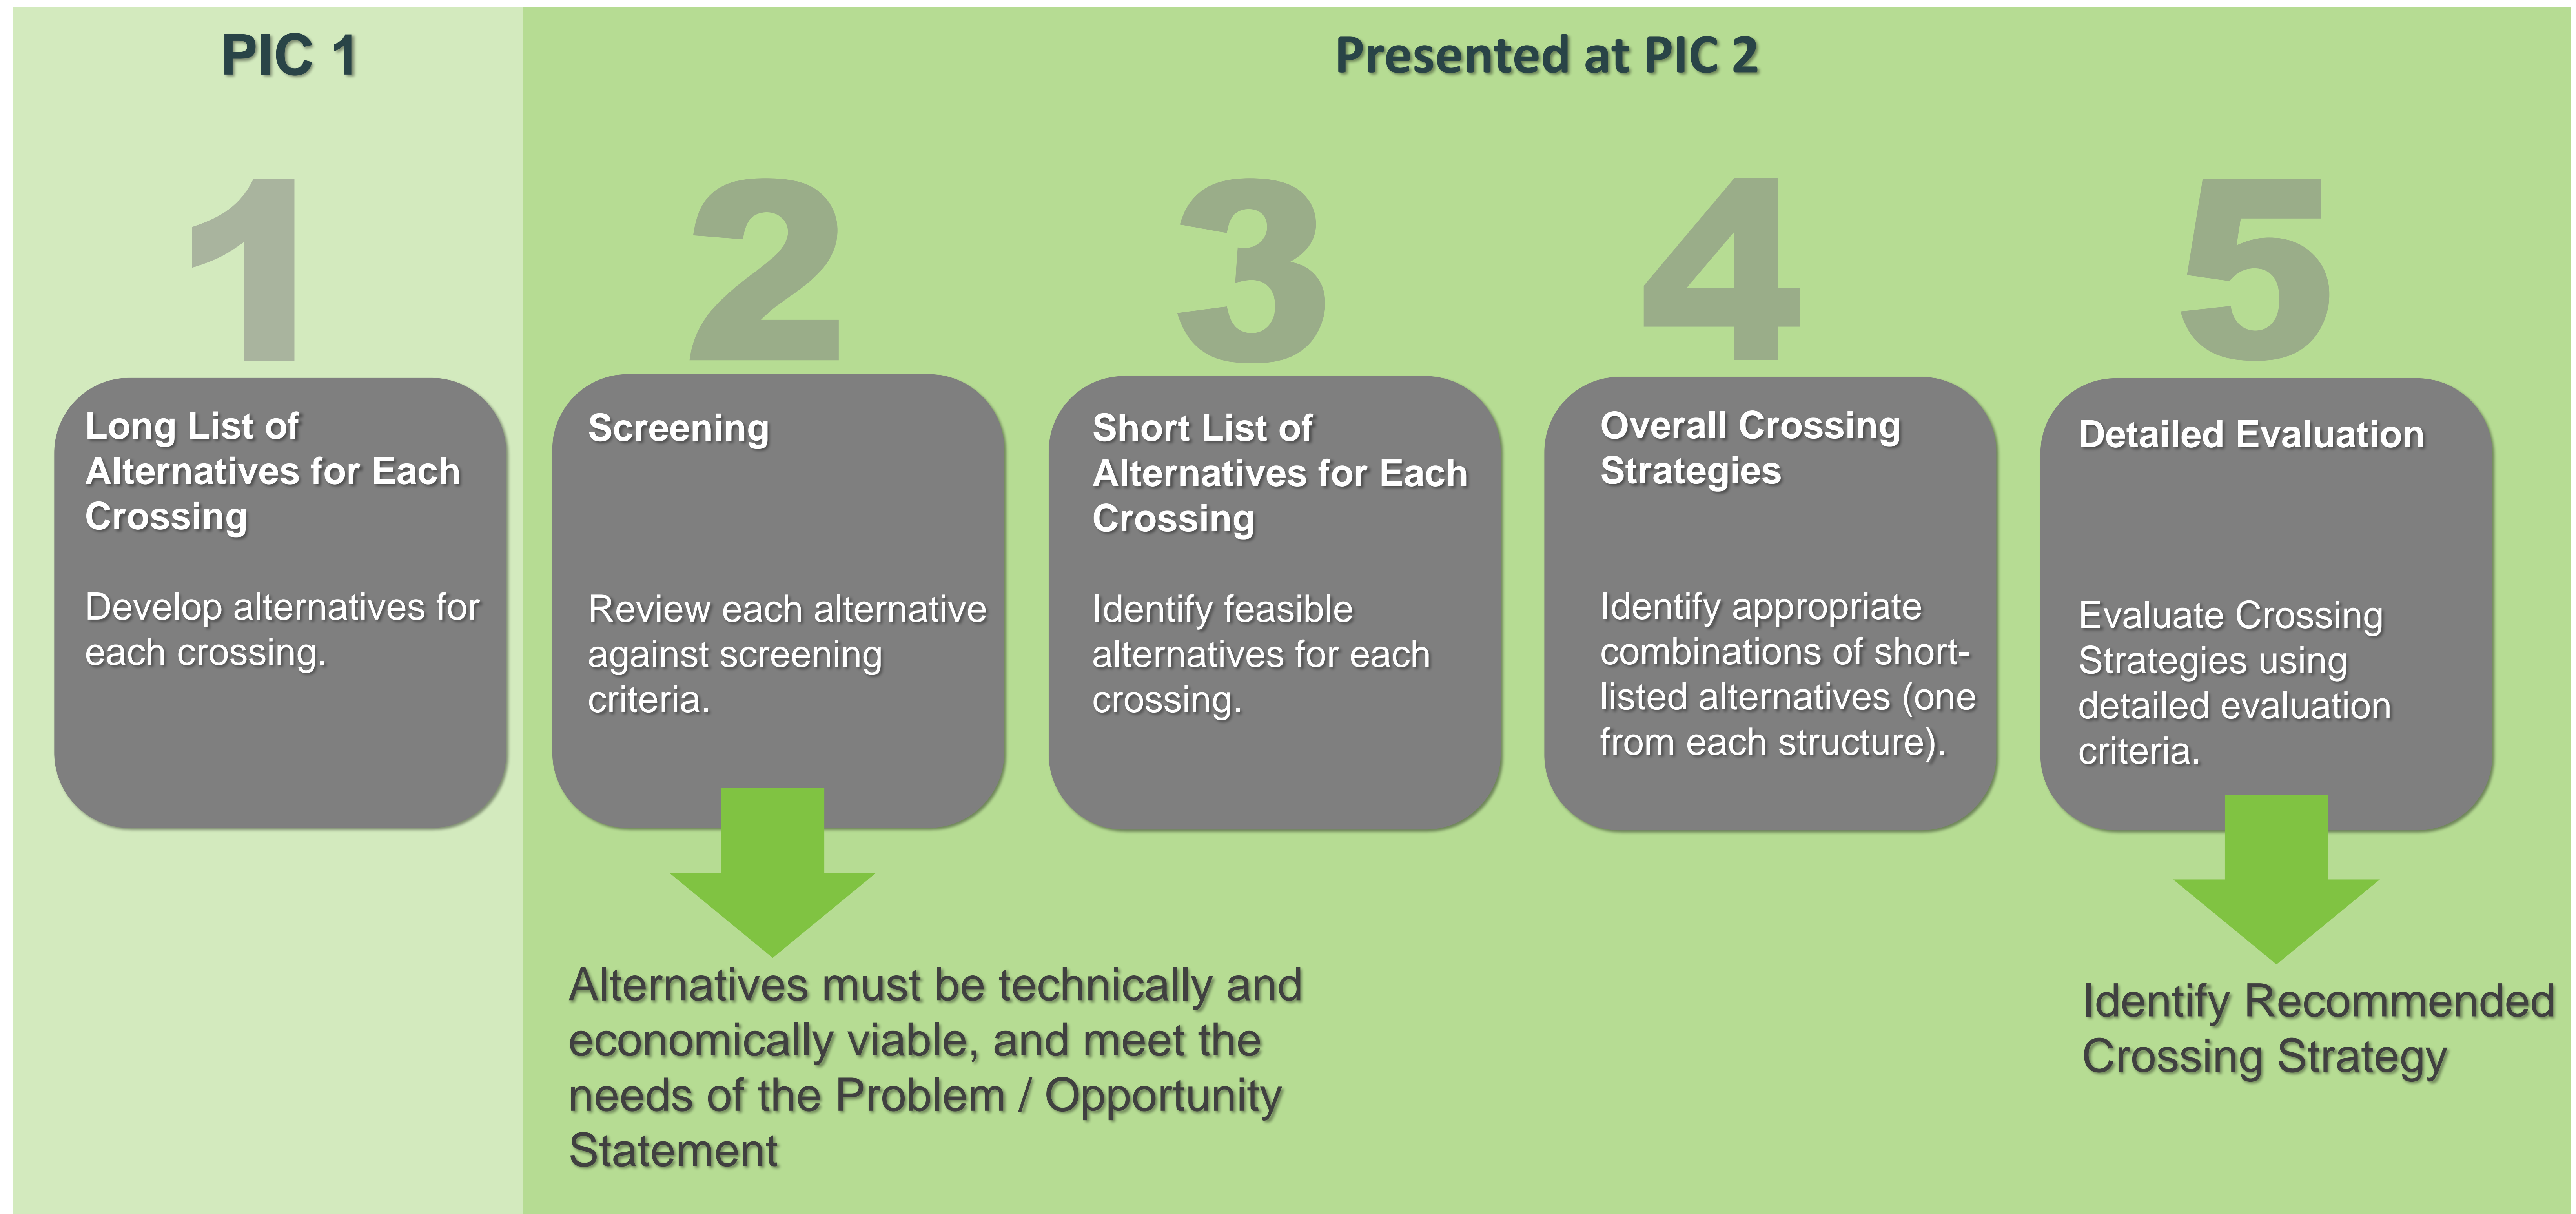 PIC 1
Presented at PIC 2
1
2
3
4
5
Long List of
Alternatives for Each
Crossing
Develop alternatives for
each crossing.
Screening
Review each alternative
against screening
criteria.
Short List of
Alternatives for Each
Crossing
Identify feasible
alternatives for each
crossing.
Overall Crossing
Strategies
Identify appropriate
combinations of short-
listed alternatives (one
from each structure).
Detailed Evaluation
Evaluate Crossing
Strategies using
detailed evaluation
criteria.
Alternatives must be technically and
economically viable, and meet the
needs of the Problem / Opportunity
Statement
Identify Recommended
Crossing Strategy